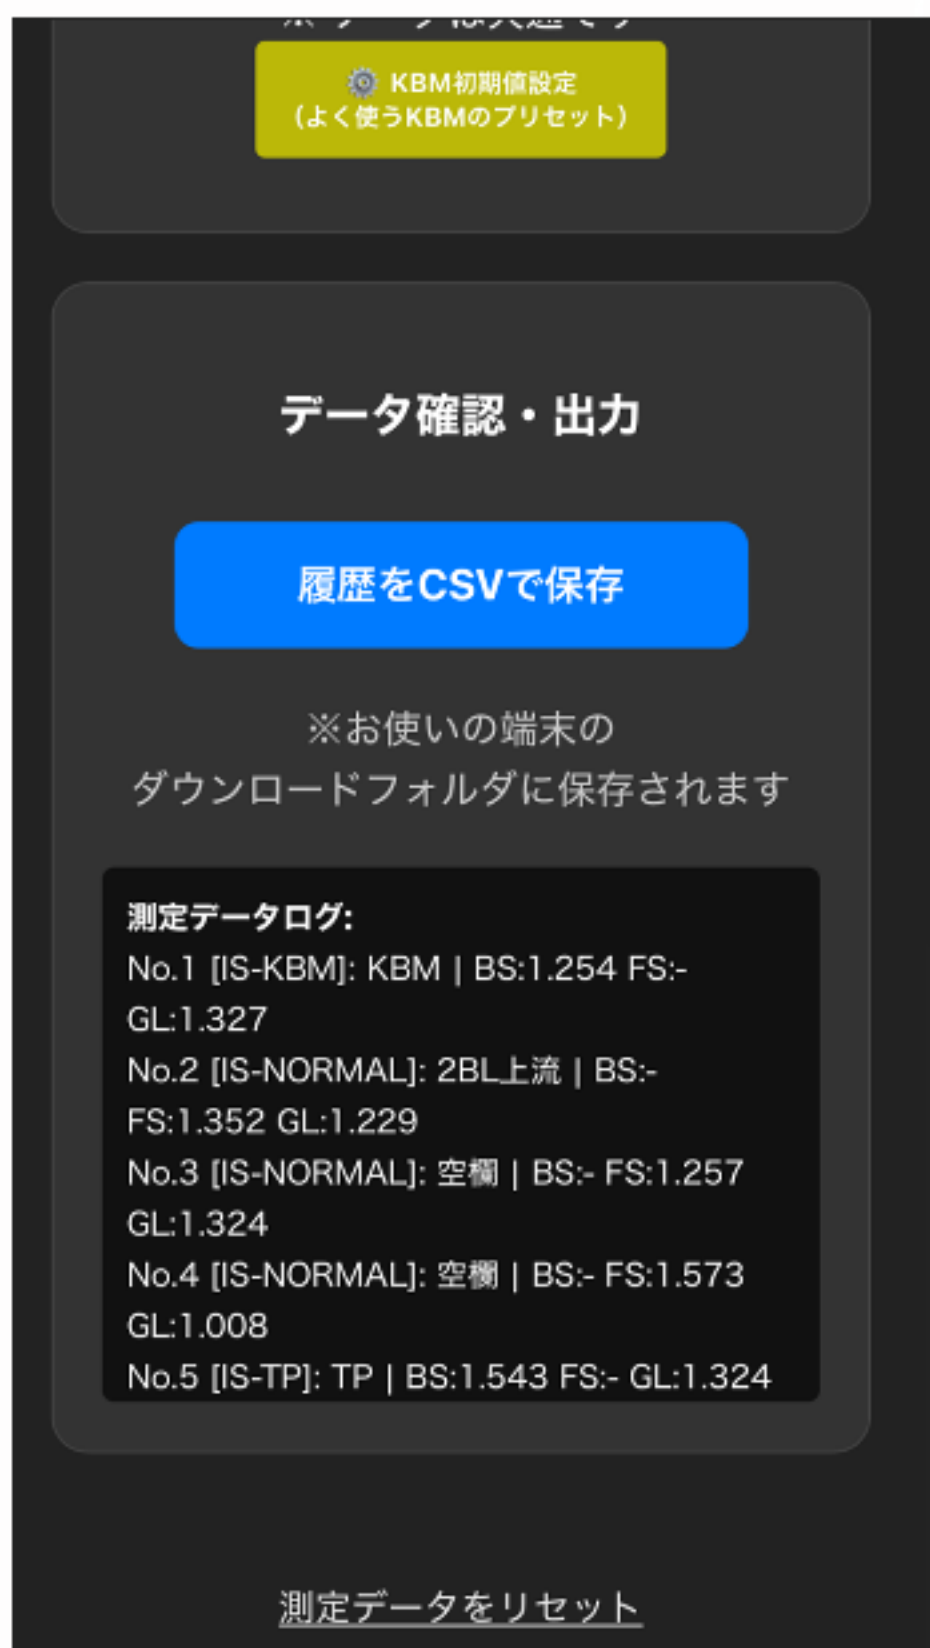 KBM初期値設定
（よく使うKBMのプリセット）
データ確認・出力
履歴をCSVで保存
※お使いの端末の
ダウンロードフォルダに保存されます
測定データログ:
No.1 [IS-KBM]: KBM | BS:1.254 FS:-
GL:1.327
No.2 [IS-NORMAL]: 2BL上流 | BS:-
FS:1.352 GL:1.229
No.3 [IS-NORMAL]: 空欄 | BS:- FS:1.257
GL:1.324
No.4 [IS-NORMAL]: 空欄 | BS:- FS:1.573
GL:1.008
No.5 [IS-TP]: TP | BS:1.543 FS:- GL:1.324
測定データをリセット